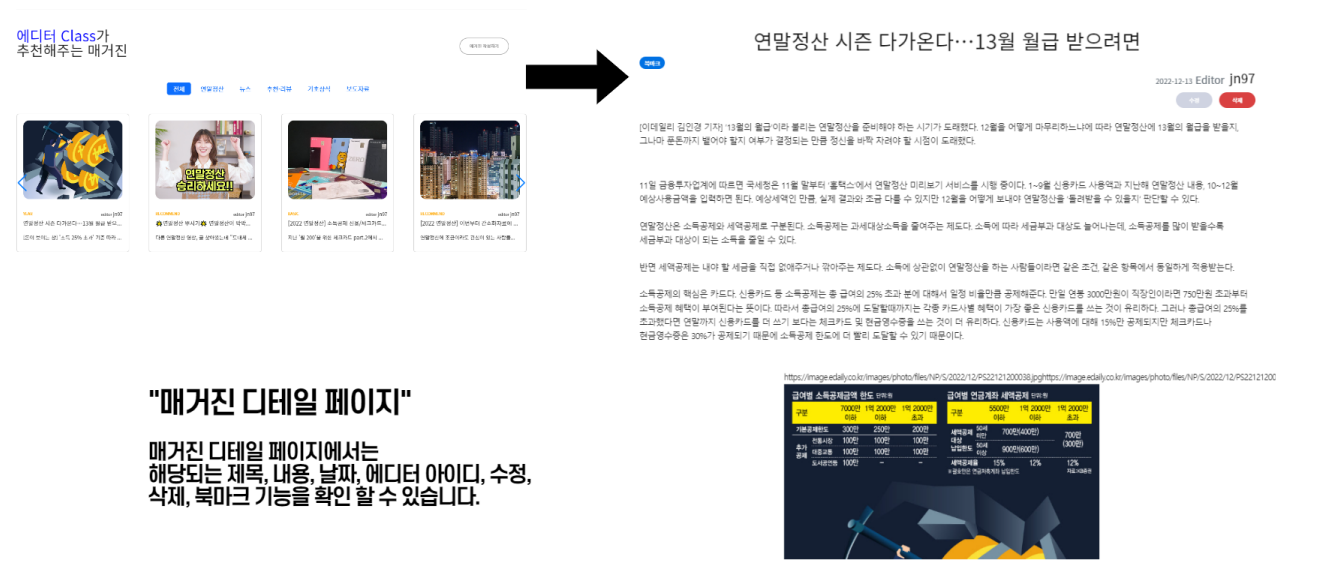 에디터 Class가
추천해주는 매거진
전체 연말정산 뉴스 추천·리뷰 기초상식 보도자료
연말정산
승리하세요!!
editor jn97
editor jn97
editor jn97
editor jn97
연말정산 시즌 다가온다…13월 월급 받으...
"매거진 디테일 페이지"
매거진 디테일 페이지에서는
해당되는 제목, 내용, 날짜, 에디터 아이디, 수정,
삭제, 북마크 기능을 확인 할 수 있습니다.
연말정산 시즌 다가온다…13월 월급 받으려면
북마크
2022-12-13 Editor jn97
수정 삭제
[이데일리 김인경 기자] '13월의 월급'이라 불리는 연말정산을 준비해야 하는 시기가 도래했다. 12월을 어떻게 마무리하느냐에 따라 연말정산에 13월의 월급을 받을지,
그나마 푼돈까지 뱉어야 할지 여부가 결정되는 만큼 정신을 바짝 차려야 할 시점이 도래했다.
11일 금융투자업계에 따르면 국세청은 11월 말부터 '홈택스'에서 연말정산 미리보기 서비스를 시행 중이다. 1~9월 신용카드 사용액과 지난해 연말정산 내용, 10~12월
예상사용금액을 입력하면 된다. 예상세액인 만큼, 실제 결과와 조금 다를 수 있지만 12월을 어떻게 보내야 연말정산을 '돌려받을 수 있을지' 판단할 수 있다.
연말정산은 소득공제와 세액공제로 구분된다. 소득공제는 과세대상소득을 줄여주는 제도다. 소득에 따라 세금부과 대상도 늘어나는데, 소득공제를 많이 받을수록
세금부과 대상이 되는 소득을 줄일 수 있다.
반면 세액공제는 내야 할 세금을 직접 없애주거나 깎아주는 제도다. 소득에 상관없이 연말정산을 하는 사람들이라면 같은 조건, 같은 항목에서 동일하게 적용받는다.
소득공제의 핵심은 카드다. 신용카드 등 소득공제는 총 급여의 25% 초과 분에 대해서 일정 비율만큼 공제해준다. 만일 연봉 3000만원이 직장인이라면 750만원 초과부터
소득공제 혜택이 부여된다는 뜻이다. 따라서 총급여의 25%에 도달할때까지는 각종 카드사별 혜택이 가장 좋은 신용카드를 쓰는 것이 유리하다. 그러나 총급여의 25%를
초과했다면 연말까지 신용카드를 더 쓰기 보다는 체크카드 및 현금영수증을 쓰는 것이 더 유리하다. 신용카드는 사용액에 대해 15%만 공제되지만 체크카드나
현금영수증은 30%가 공제되기 때문에 소득공제 한도에 더 빨리 도달할 수 있기 때문이다.
https://image.edaily.co.kr/images/photo/files/NP/S/2022/12/PS22121200038.jpghttps://image.edaily.co.kr/images/photo/files/NP/S/2022/12/PS22121200
급여별 소득공제금액 한도 단위:원
구분 7000만 이하 1억 2000만 이하 1억 2000만 초과
기본공제한도 300만 250만 200만
추가 공제 전통시장 100만 100만 100만
대중교통 100만 100만 100만
도서공연등 100만 – –
급여별 연금계좌 세액공제 단위:원
구분 5500만 이하 1억 2000만 이하 1억 2000만 초과
세액공제 대상 납입한도 50세 미만 700만(400만) 700만 (300만)
50세 이상 900만(600만)
세액공제율 15% 12% 12%